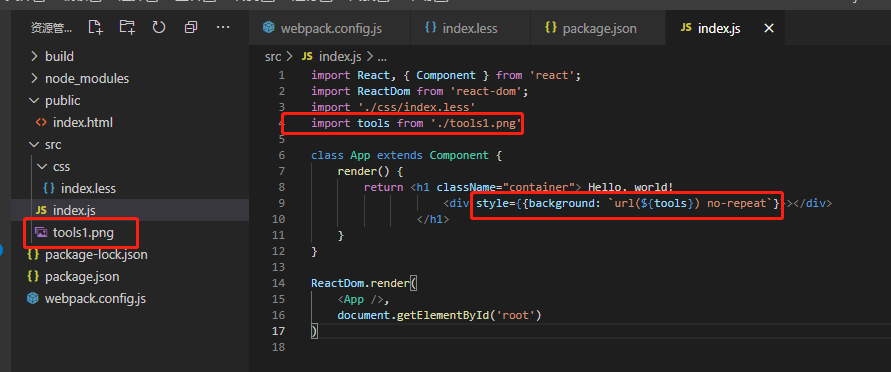 资源管...
build
node_modules
public
index.html
src
css
index.less
index.js
tools1.png
package-lock.json
package.json
webpack.config.js
webpack.config.js
index.less
package.json
index.js
src > index.js > ...
1 import React, { Component } from 'react';
2 import ReactDom from 'react-dom';
3 import './css/index.less'
4 import tools from './tools1.png'
5
6 class App extends Component {
7 render() {
8 return <h1 className="container"> Hello, world!
9 <div style={{background: `url(${tools}) no-repeat`}}></div>
10 </h1>
11 }
12 }
13
14 ReactDom.render(
15 <App />,
16 document.getElementById('root')
17 )
18